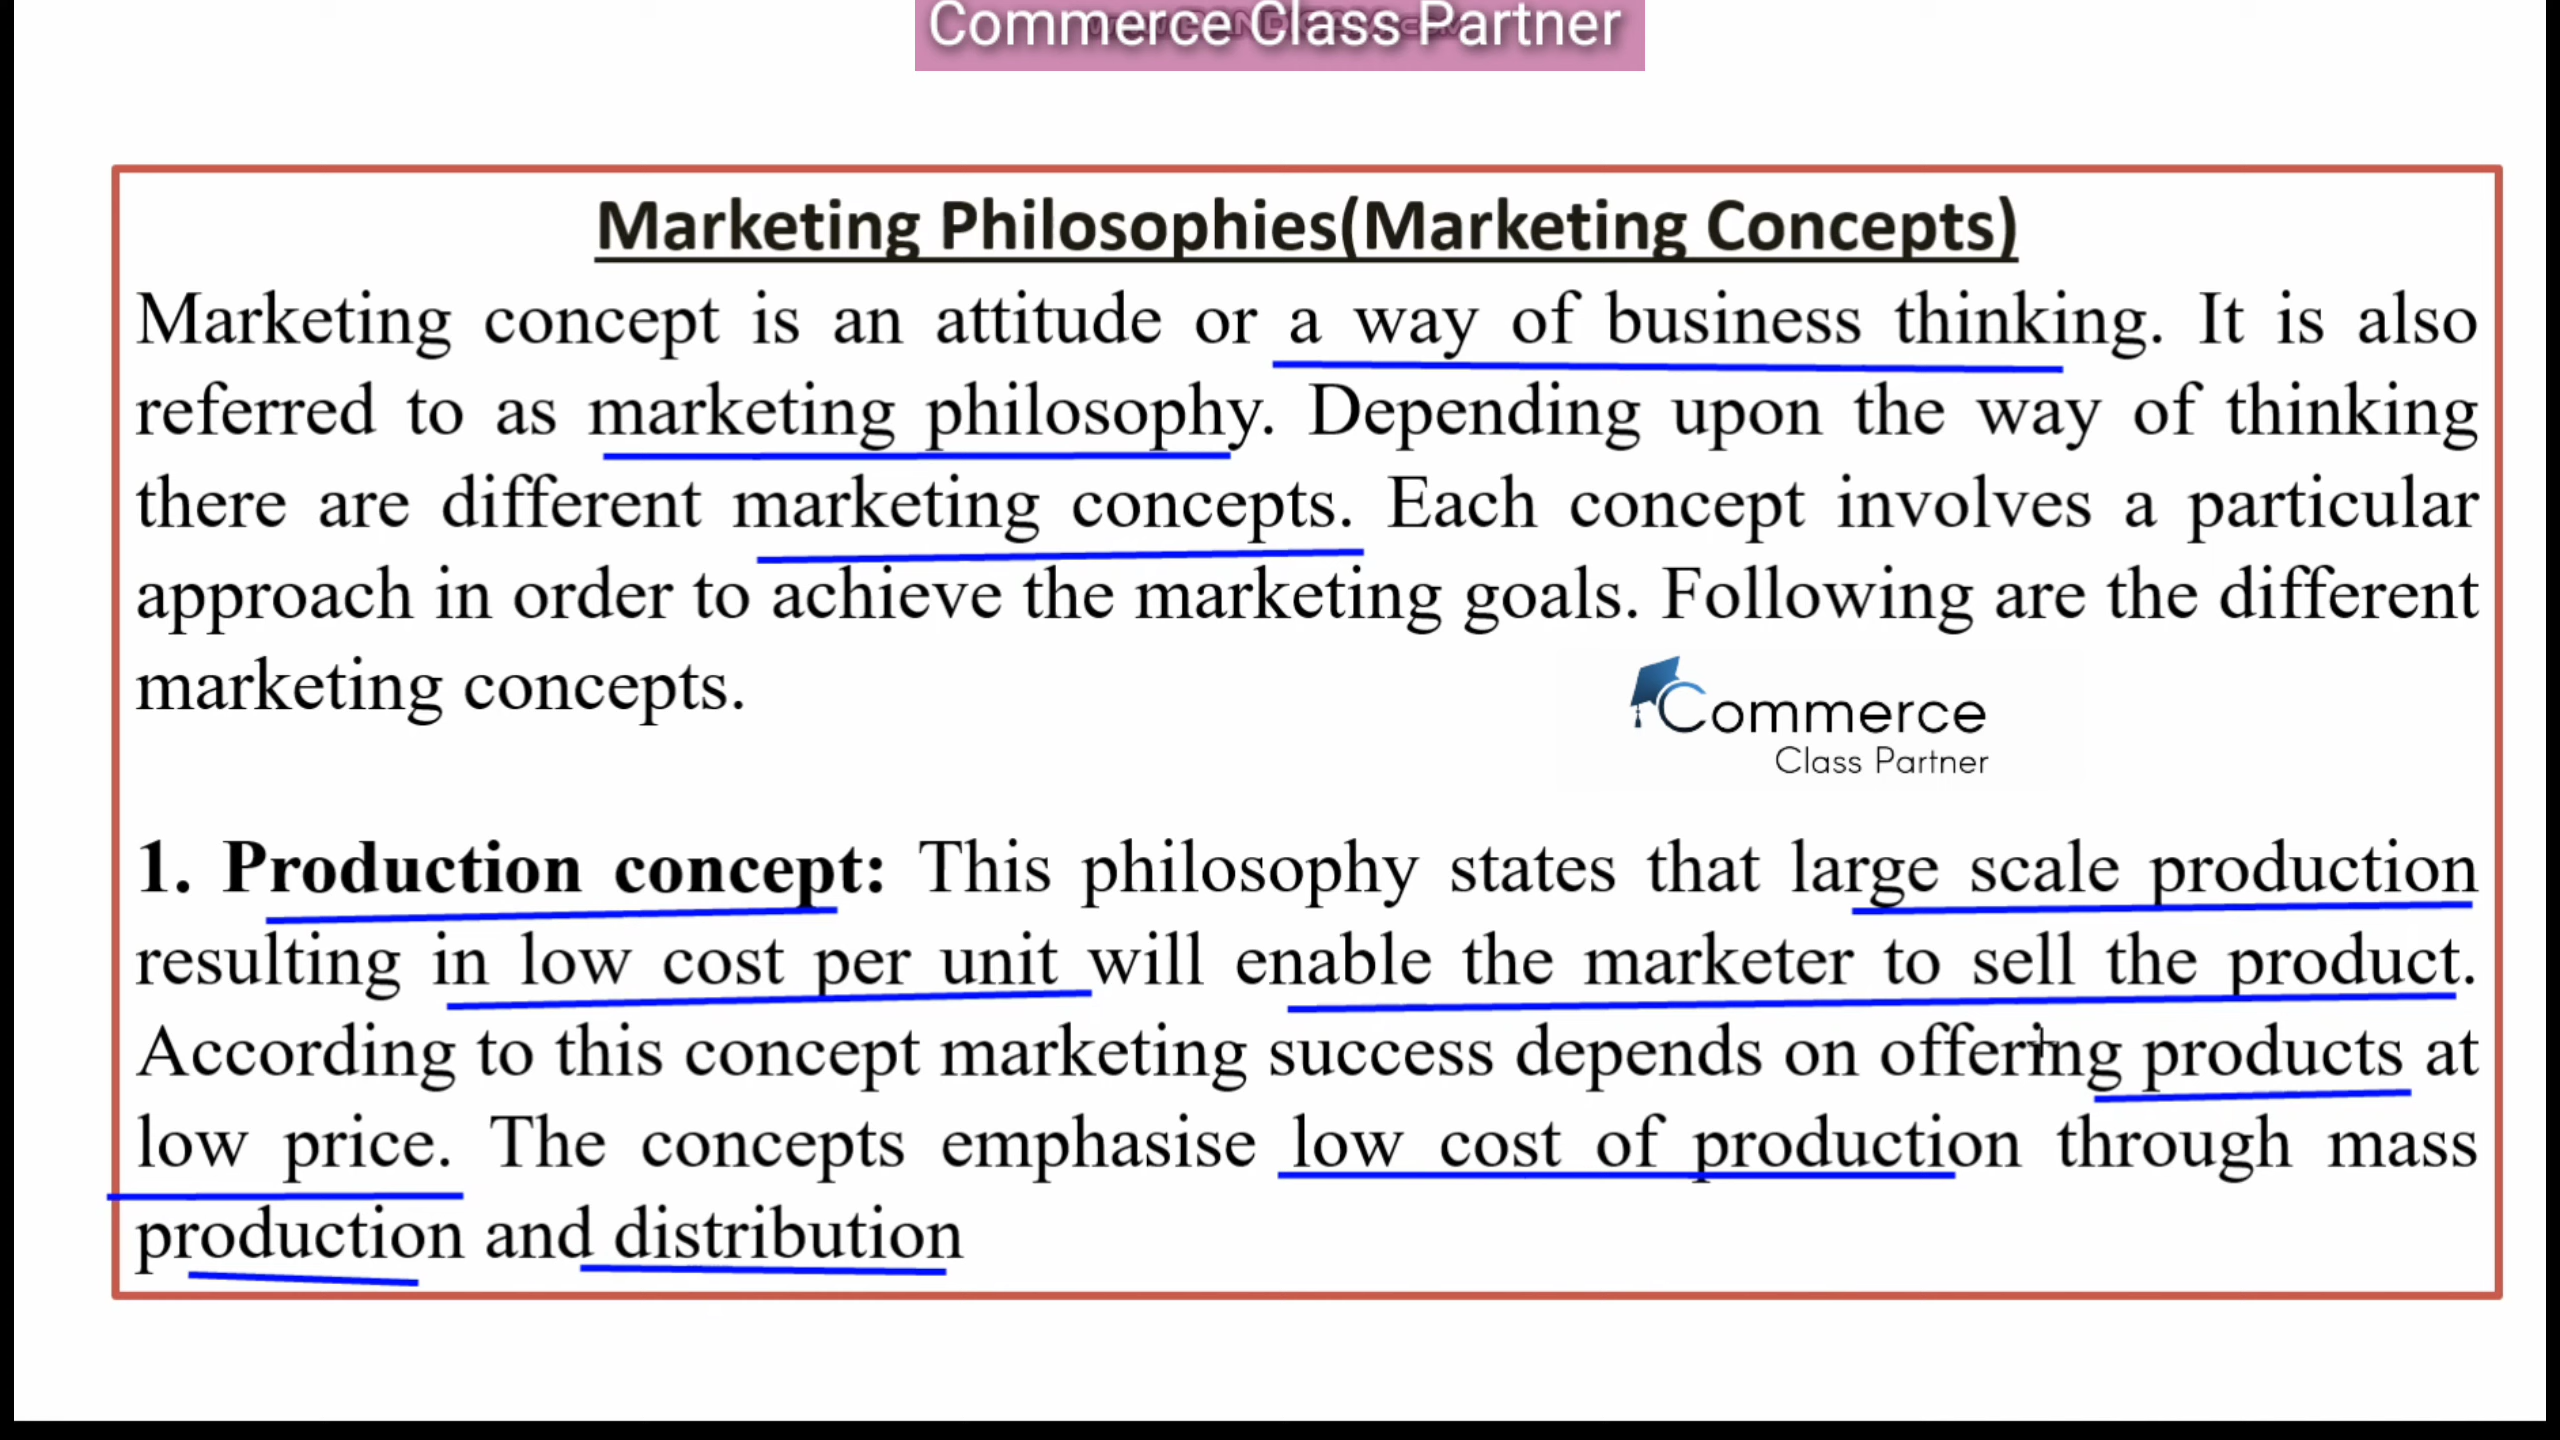 Commerce Class Partner
Marketing Philosophies(Marketing Concepts)
Marketing concept is an attitude or a way of business thinking. It is also
referred to as marketing philosophy. Depending upon the way of thinking
there are different marketing concepts. Each concept involves a particular
approach in order to achieve the marketing goals. Following are the different
marketing concepts.
Commerce
Class Partner
1. Production concept: This philosophy states that large scale production
resulting in low cost per unit will enable the marketer to sell the product.
According to this concept marketing success depends on offering products at
low price. The concepts emphasise low cost of production through mass
production and distribution